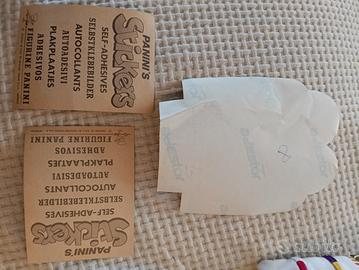 PANINI'S
Stickers
SELF-ADHESIVES
SELBSTKLEBEBILDER
AUTOCOLLANTS
AUTOADESIVI
PLAKPLAATJES
ADHESIVOS
FIGURINE PANINI
PANINI'S
Stickers
SELF-ADHESIVES
SELBSTKLEBEBILDER
AUTOCOLLANTS
AUTOADESIVI
PLAKPLAATJES
ADHESIVOS
FIGURINE PANINI